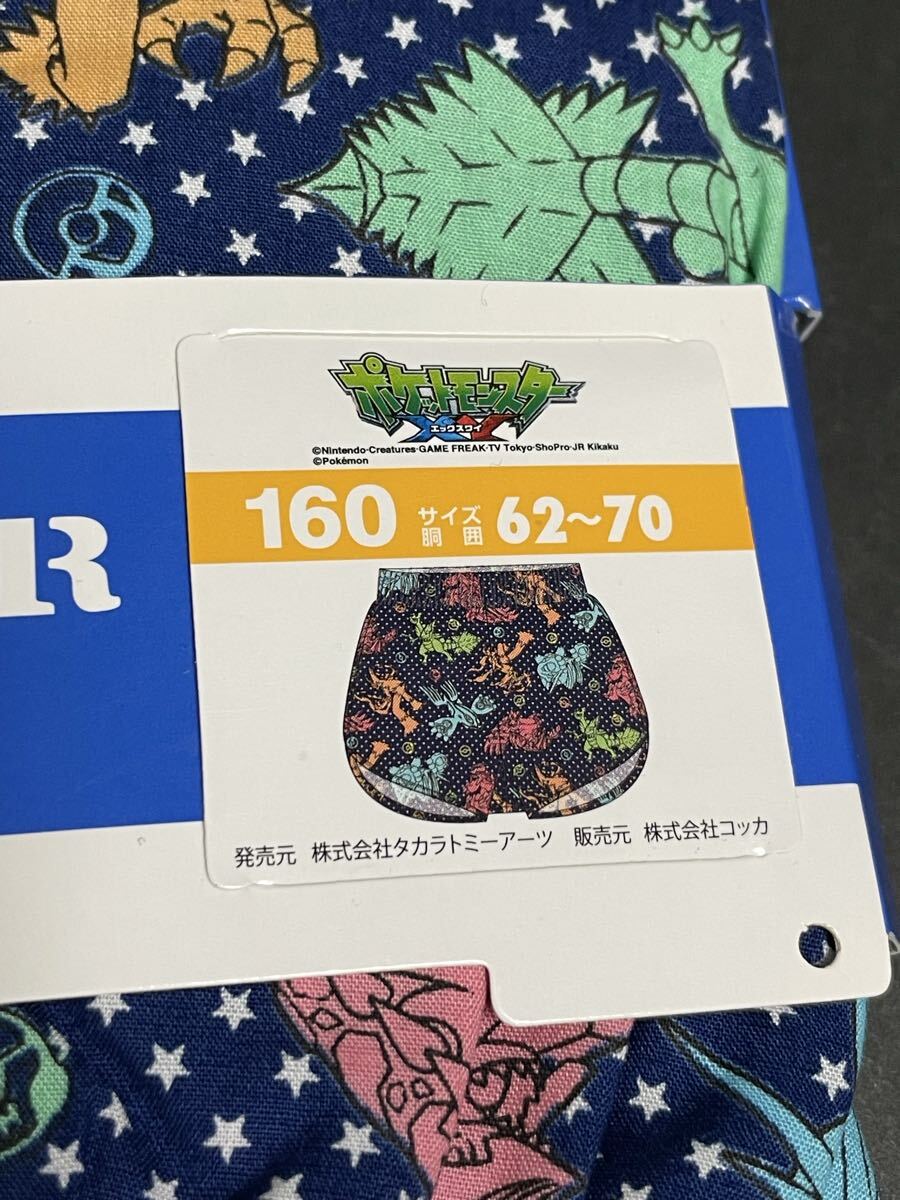 ポケットモンスター
XY
エックスワイ
©Nintendo･Creatures･GAME FREAK･TV Tokyo･ShoPro･JR Kikaku
©Pokémon
160 サイズ 胴囲 62～70
R
発売元 株式会社タカラトミーアーツ 販売元 株式会社コッカ